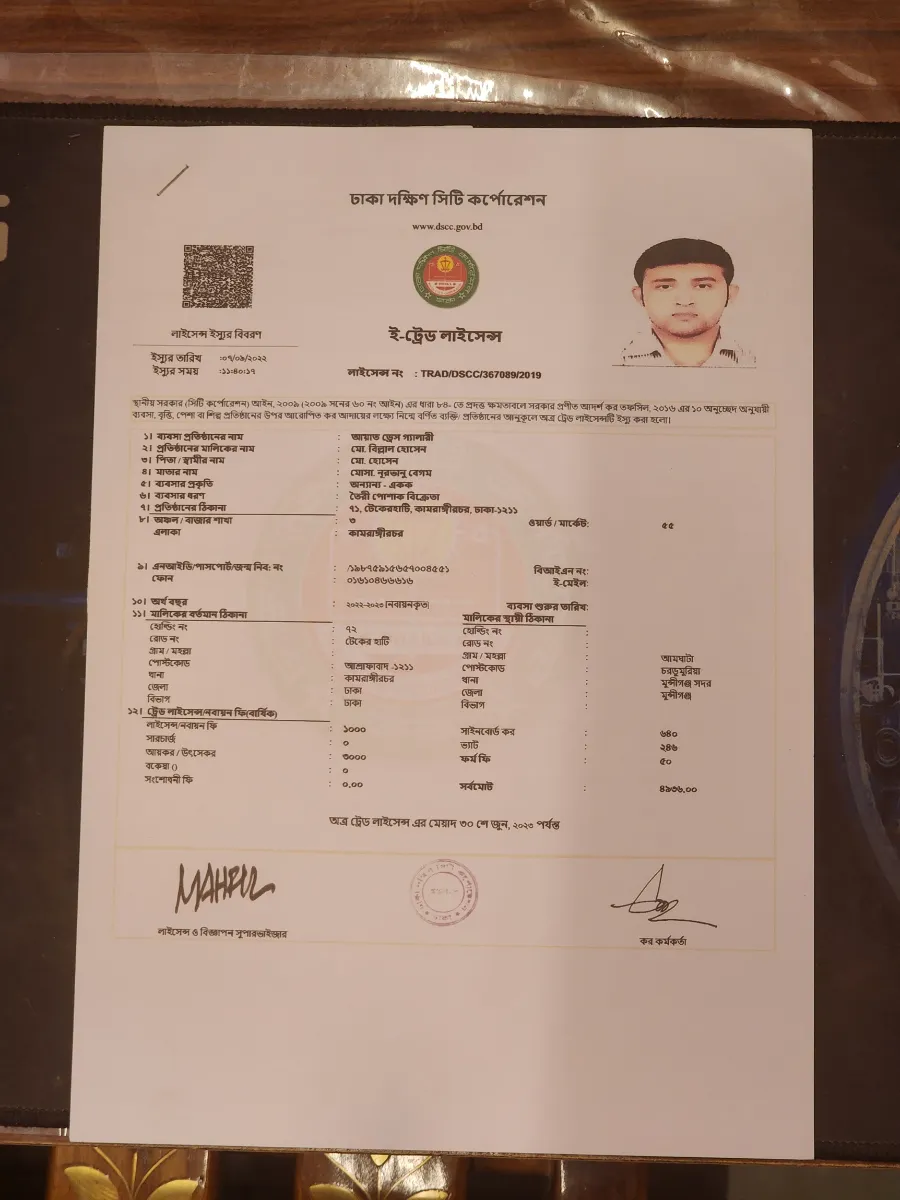 ঢাকা দক্ষিণ সিটি কর্পোরেশন
www.dscc.gov.bd
লাইসেন্স ইস্যুর বিবরণ
ইস্যুর তারিখ :০৭/০৯/২০২২
ইস্যুর সময় :১১:৪০:১৭
ই-ট্রেড লাইসেন্স
লাইসেন্স নং : TRAD/DSCC/367089/2019
স্থানীয় সরকার (সিটি কর্পোরেশন) আইন, ২০০৯ (২০০৯ সনের ৬০ নং আইন) এর ধারা ৮৪- তে প্রদত্ত ক্ষমতাবলে সরকার প্রণীত আদর্শ কর তফসিল, ২০১৬ এর ১০ অনুচ্ছেদ অনুযায়ী
ব্যবসা, বৃত্তি, পেশা বা শিল্প প্রতিষ্ঠানের উপর আরোপিত কর আদায়ের লক্ষ্যে নিম্নে বর্ণিত ব্যক্তি/ প্রতিষ্ঠানের অনুকূলে অত্র ট্রেড লাইসেন্সটি ইস্যু করা হলো।
১। ব্যবসা প্রতিষ্ঠানের নাম : আয়াত ড্রেস গ্যালারী
২। প্রতিষ্ঠানের মালিকের নাম : মো. বিল্লাল হোসেন
৩। পিতা / স্বামীর নাম : মো. হোসেন
৪। মাতার নাম : মোসা. নূরভানু বেগম
৫। ব্যবসার প্রকৃতি : অন্যান্য - একক
৬। ব্যবসার ধরণ : তৈরী পোশাক বিক্রেতা
৭। প্রতিষ্ঠানের ঠিকানা : ৭১, টেকেরহাটি, কামরাঙ্গীরচর, ঢাকা-১২১১
৮। অঞ্চল / বাজার শাখা : ৩ ওয়ার্ড / মার্কেট: ৫৫
এলাকা : কামরাঙ্গীরচর
৯। এনআইডি/পাসপোর্ট/জন্ম নিব: নং : /১৯৮৭৫৯১৫৬৫৭০০৪৫৫১ বিআইএন নং:
ফোন : ০১৬১০৪৬৬৬১৬ ই-মেইল:
১০। অর্থ বছর : ২০২২-২০২৩ [নবায়নকৃত] ব্যবসা শুরুর তারিখ:
১১। মালিকের বর্তমান ঠিকানা মালিকের স্থায়ী ঠিকানা
হোল্ডিং নং : ৭২ হোল্ডিং নং :
রোড নং : টেকের হাটি রোড নং :
গ্রাম / মহল্লা : গ্রাম / মহল্লা : আমঘাটা
পোস্টকোড : আশ্রাফাবাদ -১২১১ পোস্টকোড : চরডুমুরিয়া
থানা : কামরাঙ্গীরচর থানা : মুন্সীগঞ্জ সদর
জেলা : ঢাকা জেলা : মুন্সীগঞ্জ
বিভাগ : ঢাকা বিভাগ :
১২। ট্রেড লাইসেন্স/নবায়ন ফি(বার্ষিক)
লাইসেন্স/নবায়ন ফি : ১০০০ সাইনবোর্ড কর : ৬৪০
সারচার্জ : ০ ভ্যাট : ২৪৬
আয়কর / উৎসেকর : ৩০০০ ফর্ম ফি : ৫০
বকেয়া () : ০
সংশোধনী ফি : ০.০০ সর্বমোট : ৪৯৩৬.০০
অত্র ট্রেড লাইসেন্স এর মেয়াদ ৩০ শে জুন, ২০২৩ পর্যন্ত
লাইসেন্স ও বিজ্ঞাপন সুপারভাইজার
কর কর্মকর্তা